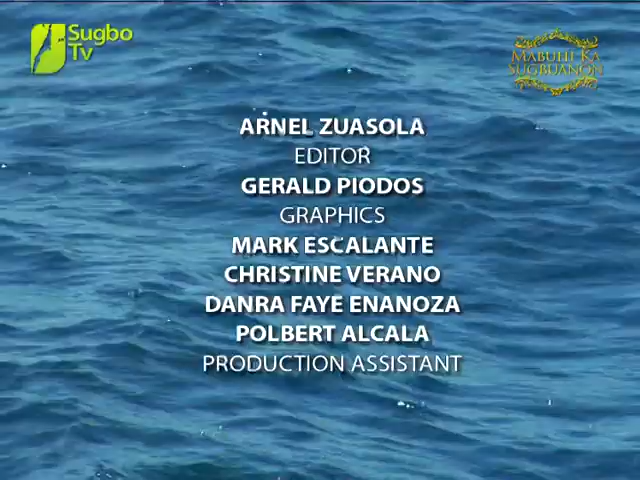 Sugbo
Tv
MABUHI KA
SUGBUANON
ARNEL ZUASOLA
EDITOR
GERALD PIODOS
GRAPHICS
MARK ESCALANTE
CHRISTINE VERANO
DANRA FAYE ENANOZA
POLBERT ALCALA
PRODUCTION ASSISTANT